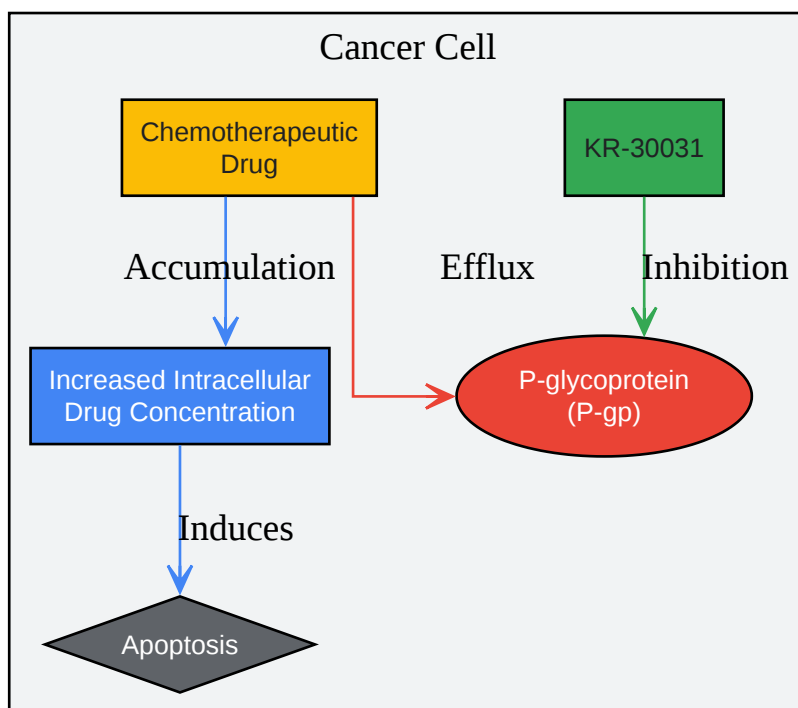 Cancer Cell
Chemotherapeutic
Drug
KR-30031
Accumulation
Efflux
Inhibition
Increased Intracellular
Drug Concentration
P-glycoprotein
(P-gp)
Induces
Apoptosis